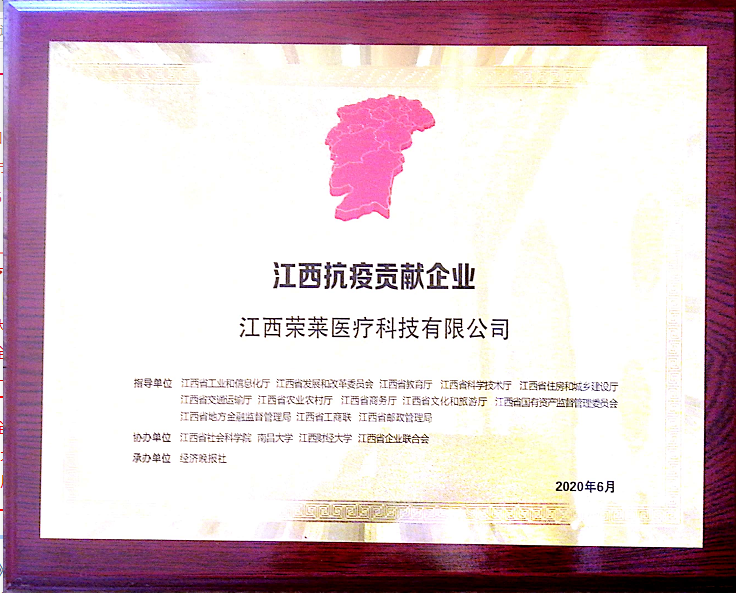 江西抗疫贡献企业
江西荣莱医疗科技有限公司
指导单位 江西省工业和信息化厅 江西省发展和改革委员会 江西省教育厅 江西省科学技术厅 江西省住房和城乡建设厅
江西省交通运输厅 江西省农业农村厅 江西省商务厅 江西省文化和旅游厅 江西省国有资产监督管理委员会
江西省地方金融监督管理局 江西省工商联 江西省邮政管理局
协办单位 江西省社会科学院 南昌大学 江西财经大学 江西省企业联合会
承办单位 经济晚报社
2020年6月